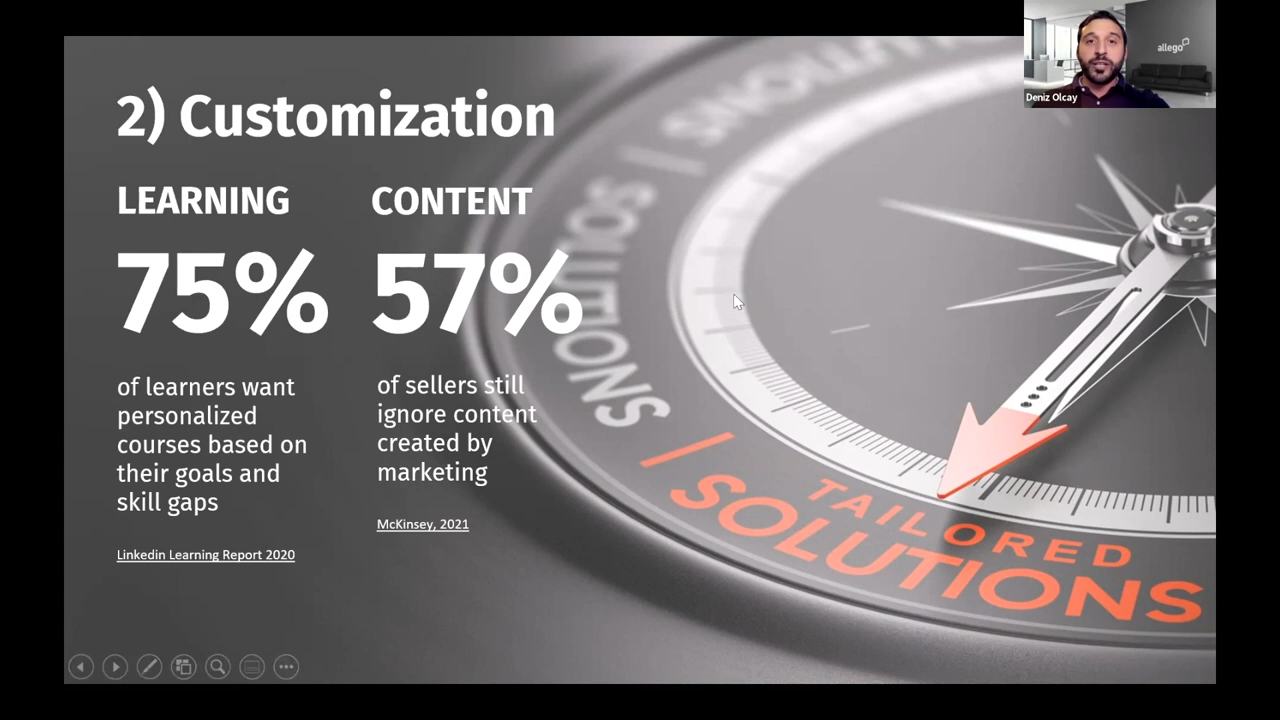 2) Customization
LEARNING
75%
of learners want
personalized
courses based on
their goals and
skill gaps
Linkedin Learning Report 2020
CONTENT
57%
of sellers still
ignore content
created by
marketing
McKinsey, 2021
SOLUTIONS
| SOLUTIONS
| TAILORED
SOLUTIONS
allego
Deniz Olcay